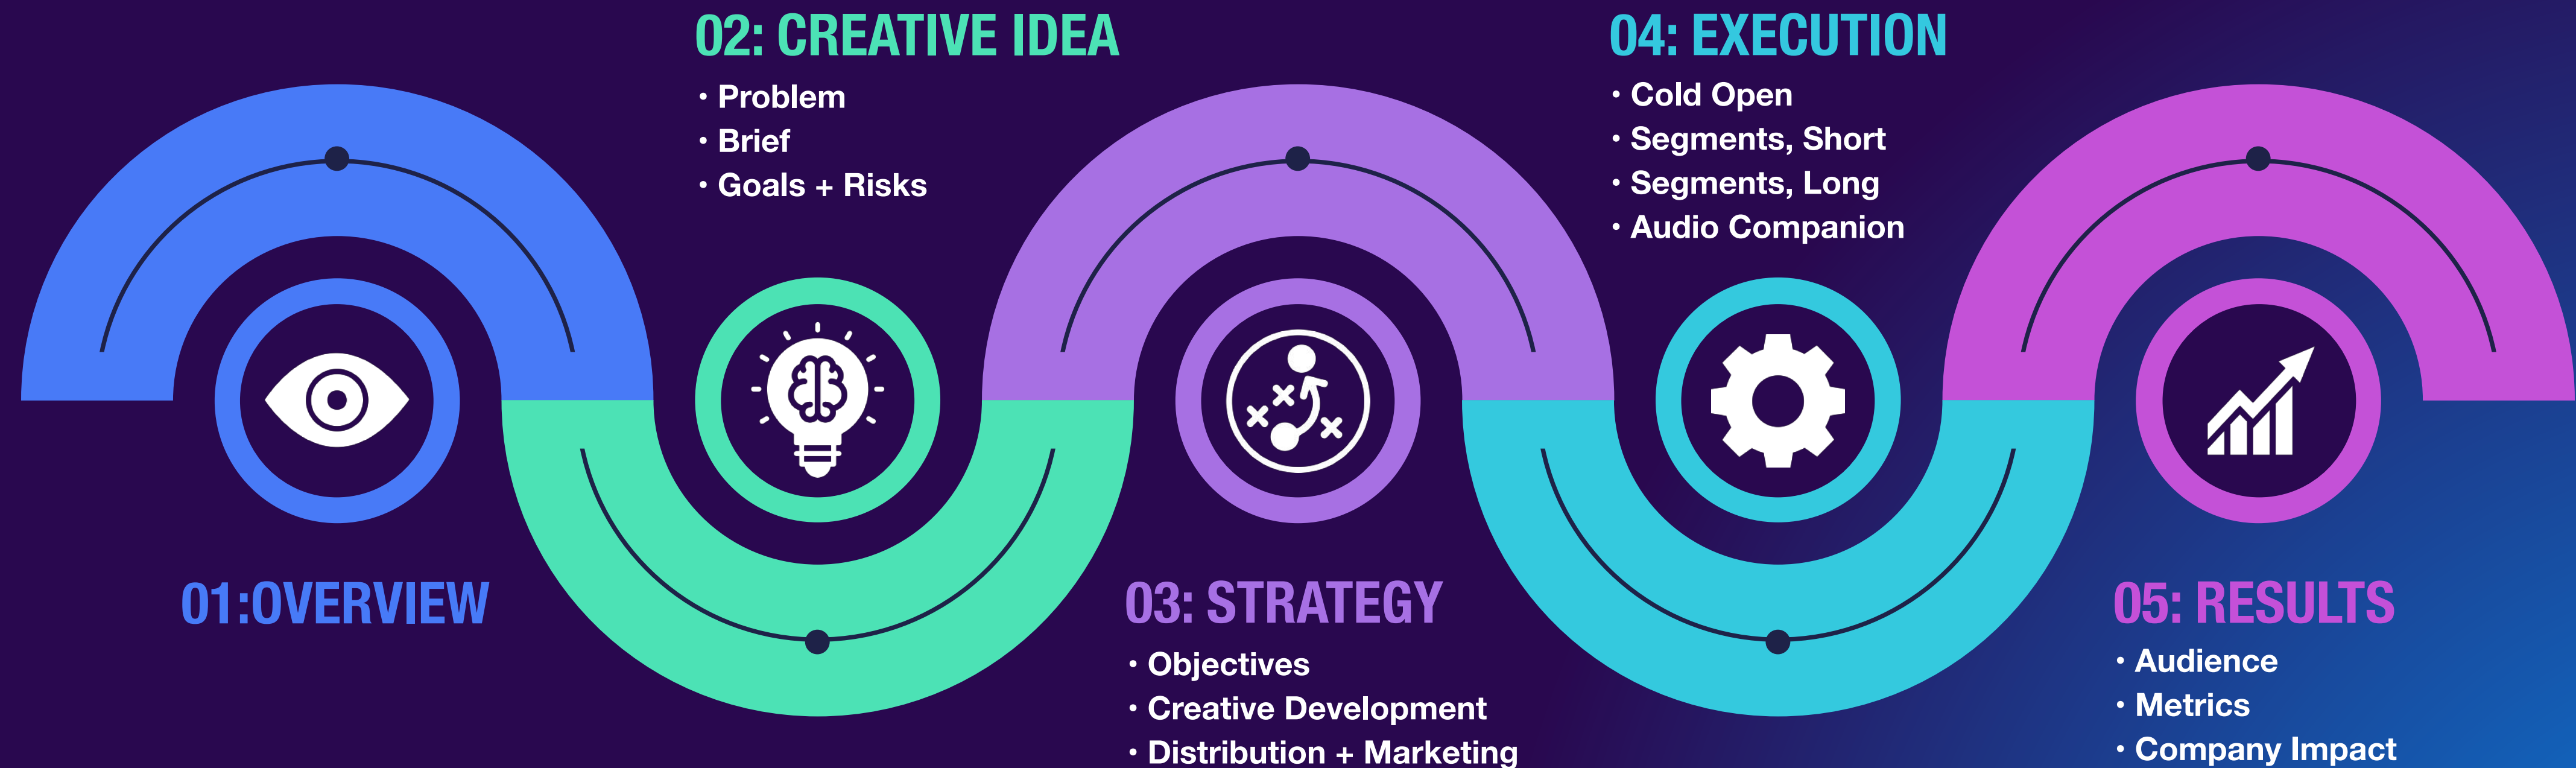 01:OVERVIEW
02: CREATIVE IDEA
• Problem
• Brief
• Goals + Risks
03: STRATEGY
• Objectives
• Creative Development
• Distribution + Marketing
04: EXECUTION
• Cold Open
• Segments, Short
• Segments, Long
• Audio Companion
05: RESULTS
• Audience
• Metrics
• Company Impact